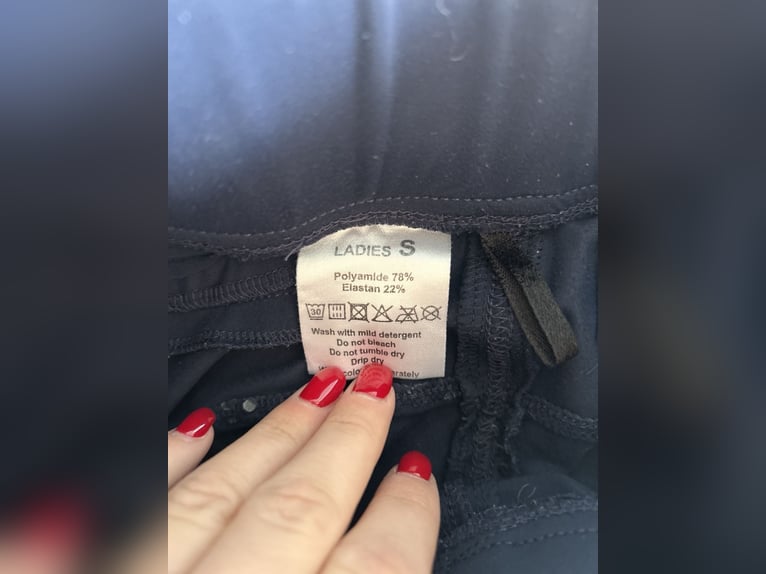 LADIES S
Polyamide 78%
Elastan 22%
30
Wash with mild detergent
Do not bleach
Do not tumble dry
Drip dry